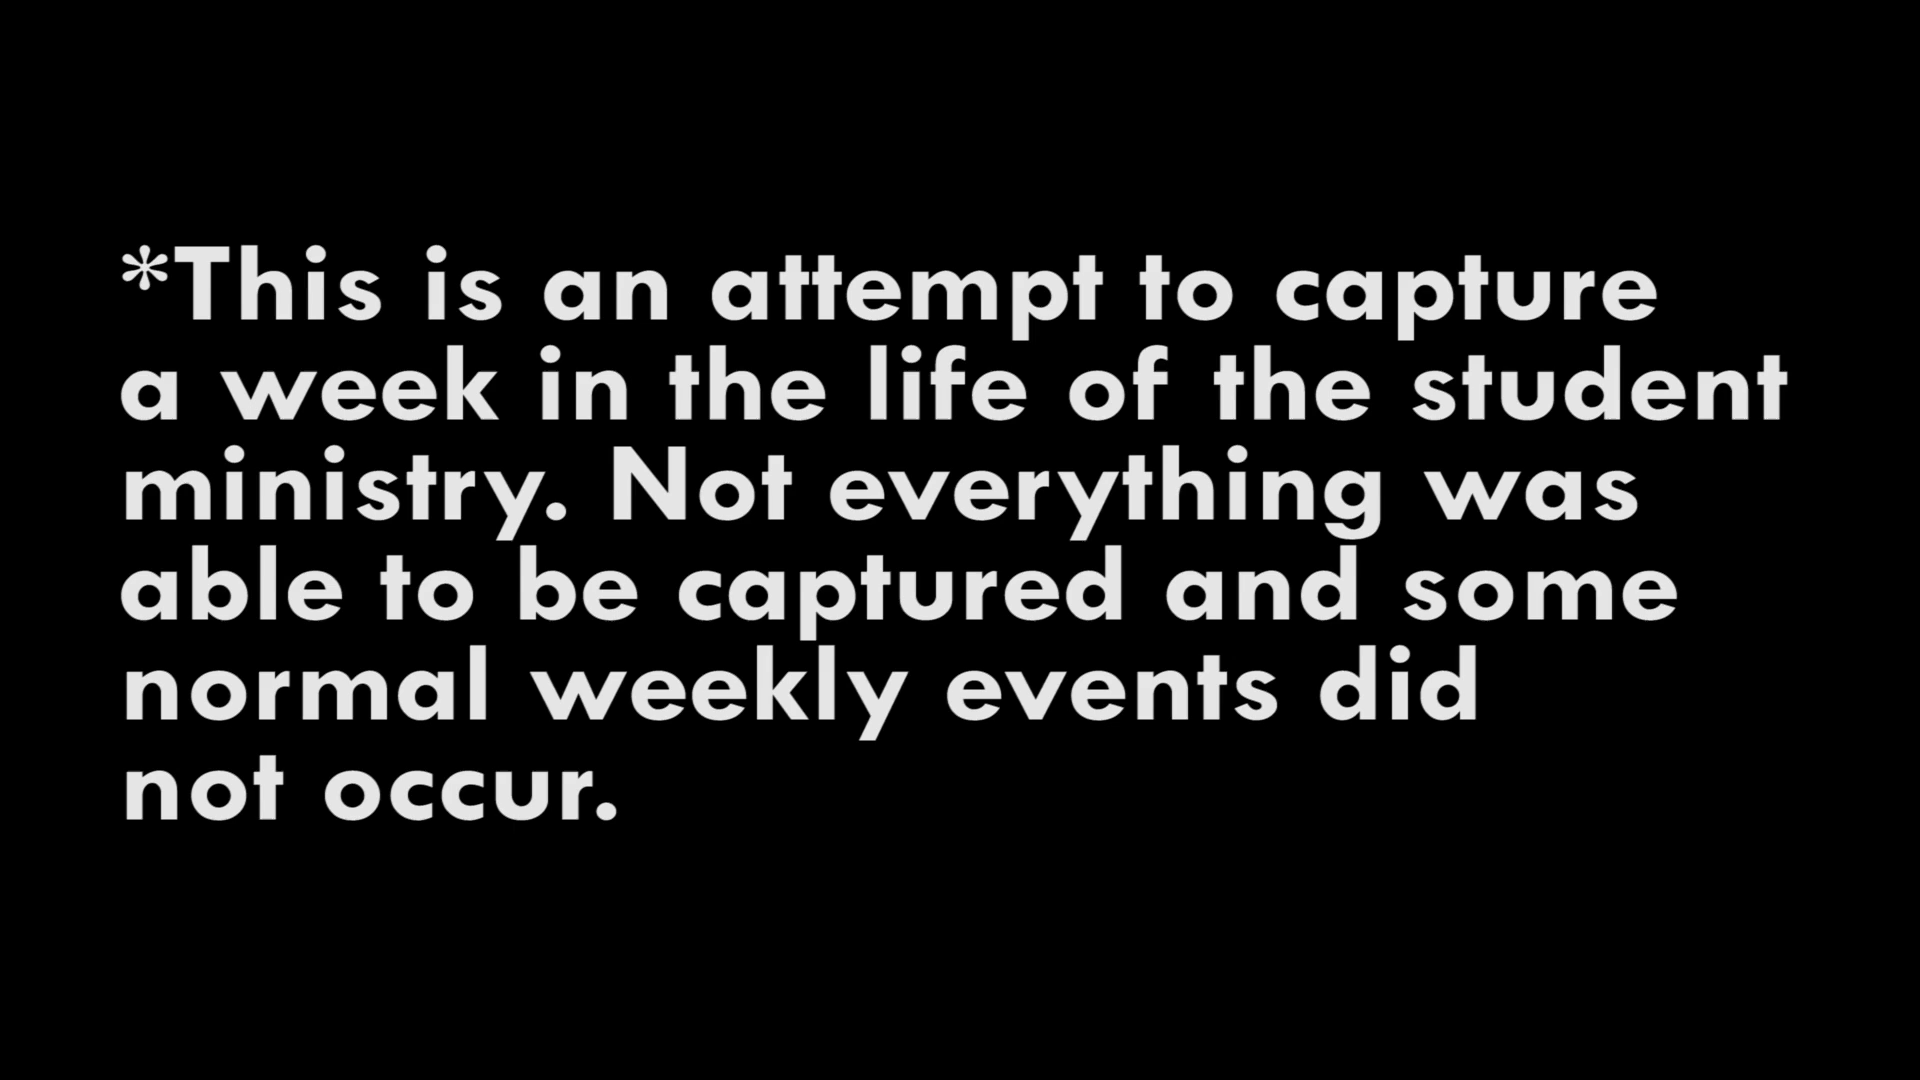 *This is an attempt to capture
a week in the life of the student
ministry. Not everything was
able to be captured and some
normal weekly events did
not occur.